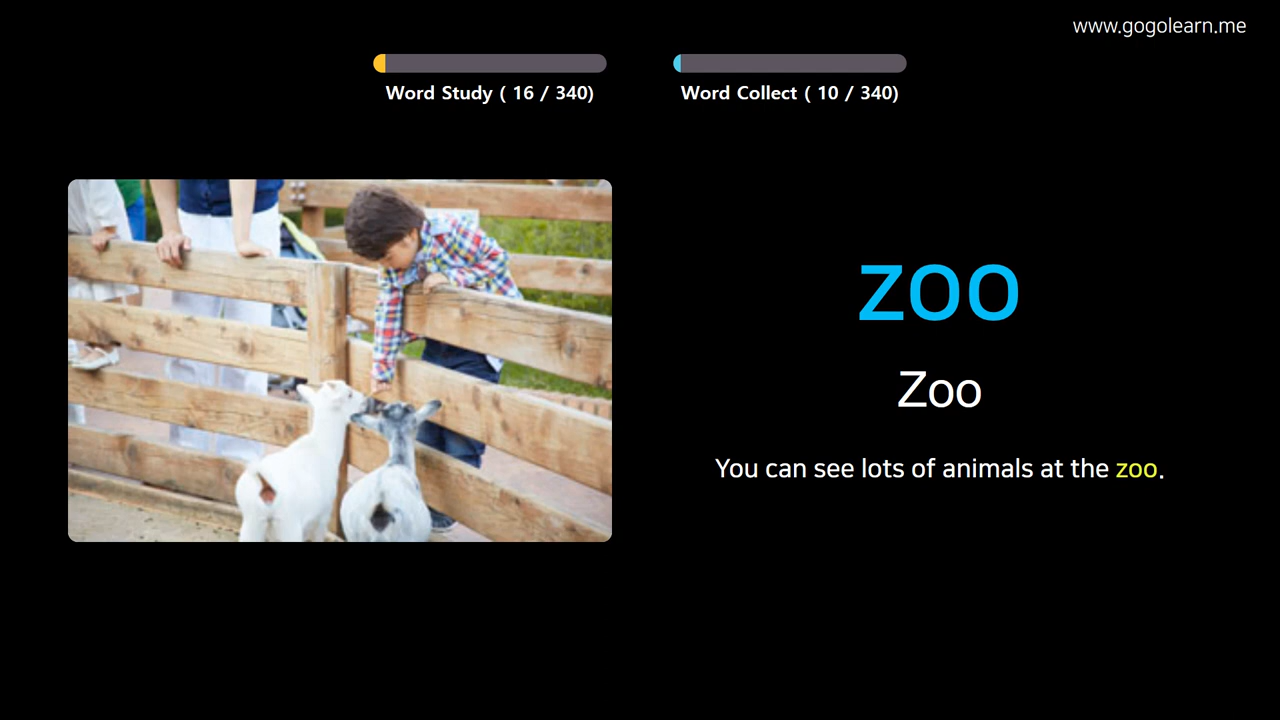 www.gogolearn.me
Word Study ( 16 / 340)
Word Collect ( 10 / 340)
zoo
Zoo
You can see lots of animals at the zoo.